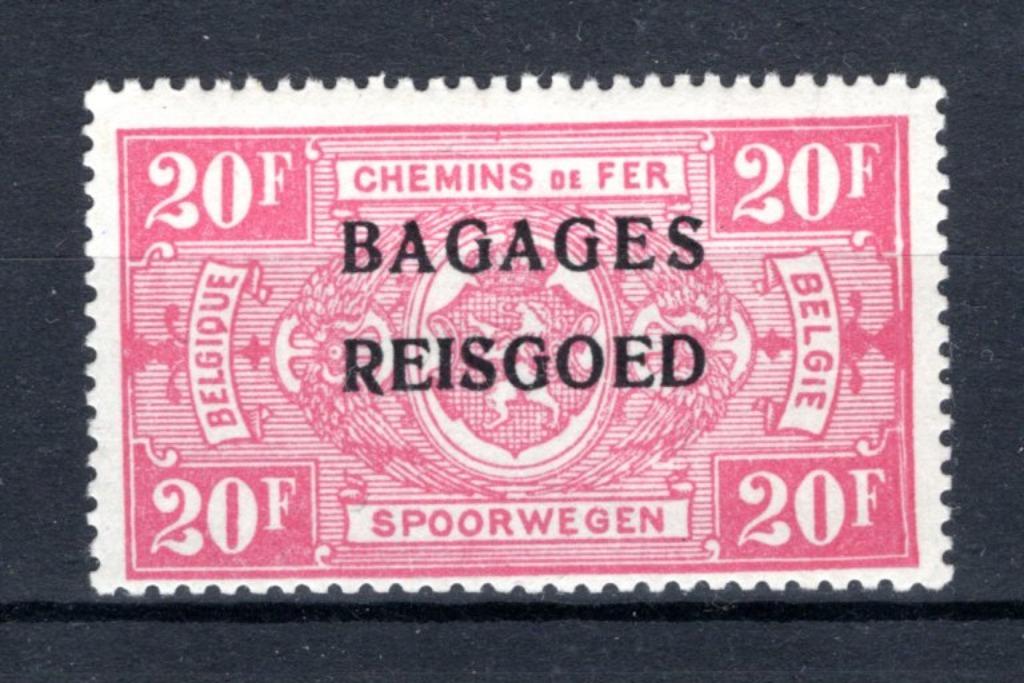 20F
CHEMINS DE FER
20F
BAGAGES
BELGIQUE
BELGIE
REISGOED
20F
SPOORWEGEN
20F